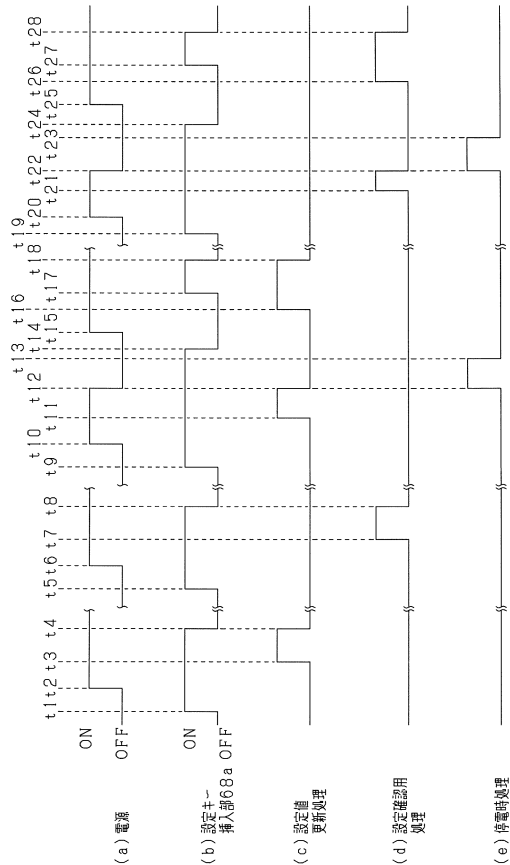 t1 t2 t3 t4 t5 t6 t7 t8 t9 t10 t11 t12 t13 t14 t15 t16 t17 t18 t19 t20 t21 t22 t23 t24 t25 t26 t27 t28
(a)電源
ON
OFF
(b)設定キー
挿入部68a
ON
OFF
(c)設定値
更新処理
(d)設定確認用
処理
(e)停電時処理